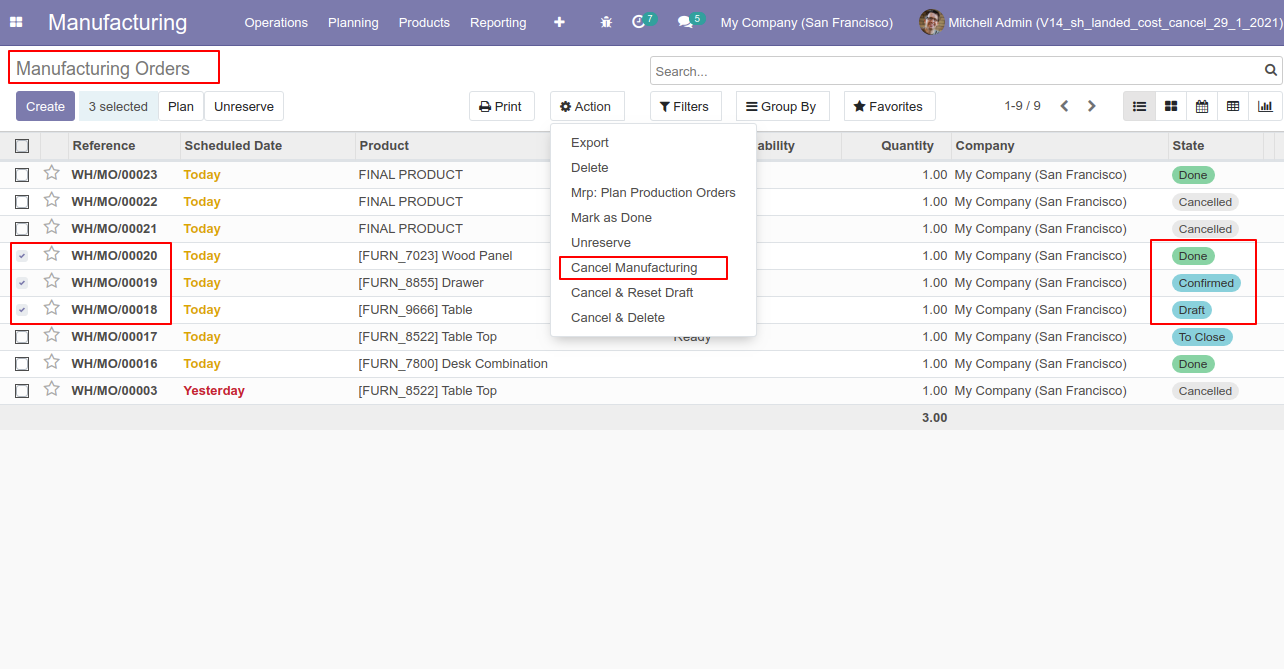 Manufacturing Operations Planning Products Reporting 7 5 My Company (San Francisco) Mitchell Admin (V14_sh_landed_cost_cancel_29_1_2021)
Manufacturing Orders Search...
Create 3 selected Plan Unreserve Print Action Filters Group By Favorites 1-9 / 9
Reference Scheduled Date Product ability Quantity Company State
WH/MO/00023 Today FINAL PRODUCT 1.00 My Company (San Francisco) Done
WH/MO/00022 Today FINAL PRODUCT 1.00 My Company (San Francisco) Cancelled
WH/MO/00021 Today FINAL PRODUCT 1.00 My Company (San Francisco) Cancelled
WH/MO/00020 Today [FURN_7023] Wood Panel 1.00 My Company (San Francisco) Done
WH/MO/00019 Today [FURN_8855] Drawer 1.00 My Company (San Francisco) Confirmed
WH/MO/00018 Today [FURN_9666] Table 1.00 My Company (San Francisco) Draft
WH/MO/00017 Today [FURN_8522] Table Top Ready 1.00 My Company (San Francisco) To Close
WH/MO/00016 Today [FURN_7800] Desk Combination 1.00 My Company (San Francisco) Done
WH/MO/00003 Yesterday [FURN_8522] Table Top 1.00 My Company (San Francisco) Cancelled
3.00
Export
Delete
Mrp: Plan Production Orders
Mark as Done
Unreserve
Cancel Manufacturing
Cancel & Reset Draft
Cancel & Delete